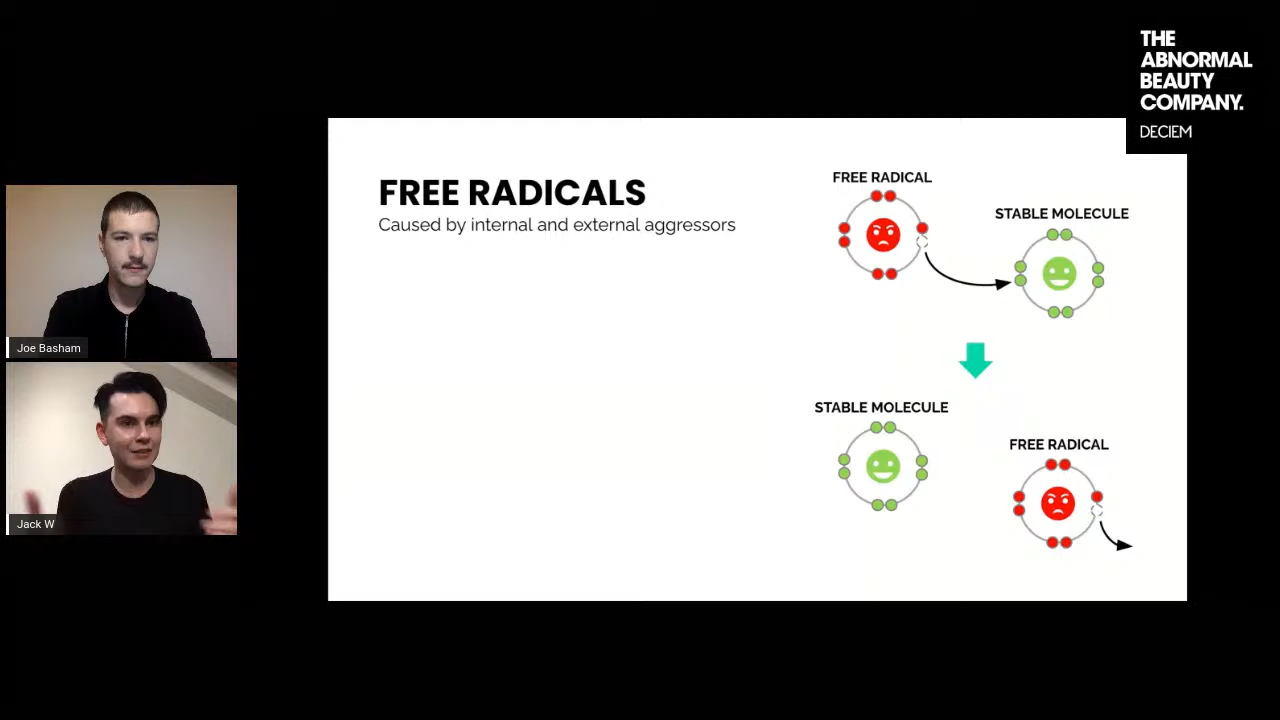 THE
ABNORMAL
BEAUTY
COMPANY.
DECIEM
FREE RADICALS
Caused by internal and external aggressors
FREE RADICAL
STABLE MOLECULE
STABLE MOLECULE
FREE RADICAL
Joe Basham
Jack W